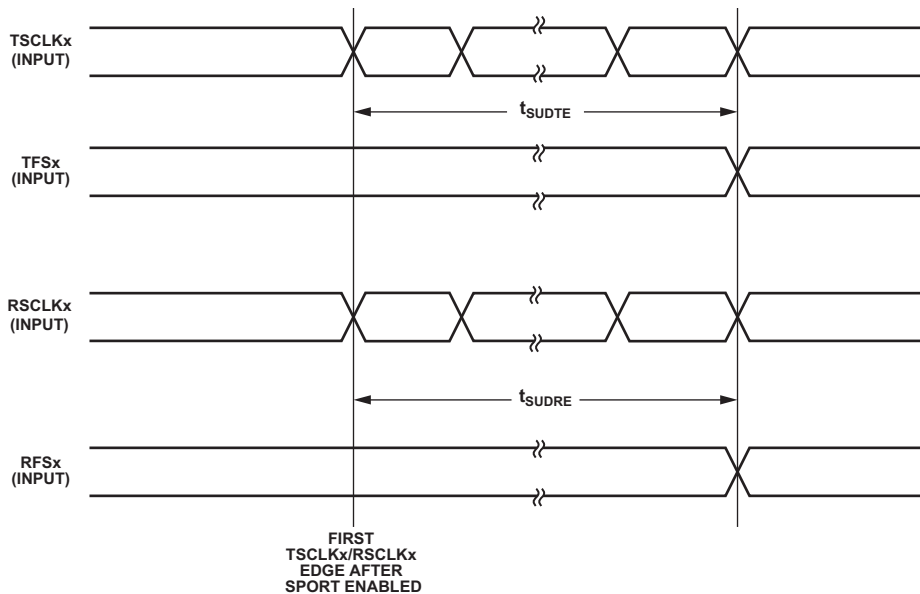 TSCLKx
(INPUT)
tSUDTE
TFSx
(INPUT)
RSCLKx
(INPUT)
tSUDRE
RFSx
(INPUT)
FIRST
TSCLKx/RSCLKx
EDGE AFTER
SPORT ENABLED